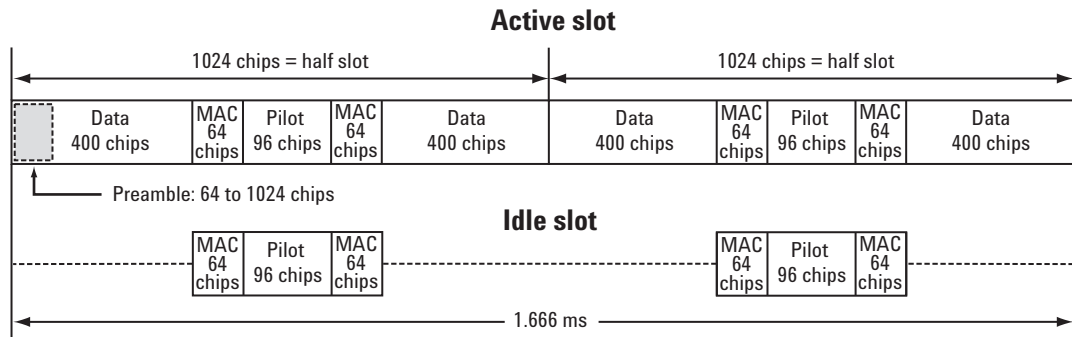 Active slot
1024 chips = half slot
1024 chips = half slot
Data
400 chips
MAC
64
chips
Pilot
96 chips
MAC
64
chips
Data
400 chips
Data
400 chips
MAC
64
chips
Pilot
96 chips
MAC
64
chips
Data
400 chips
Preamble: 64 to 1024 chips
Idle slot
MAC
64
chips
Pilot
96 chips
MAC
64
chips
MAC
64
chips
Pilot
96 chips
MAC
64
chips
1.666 ms